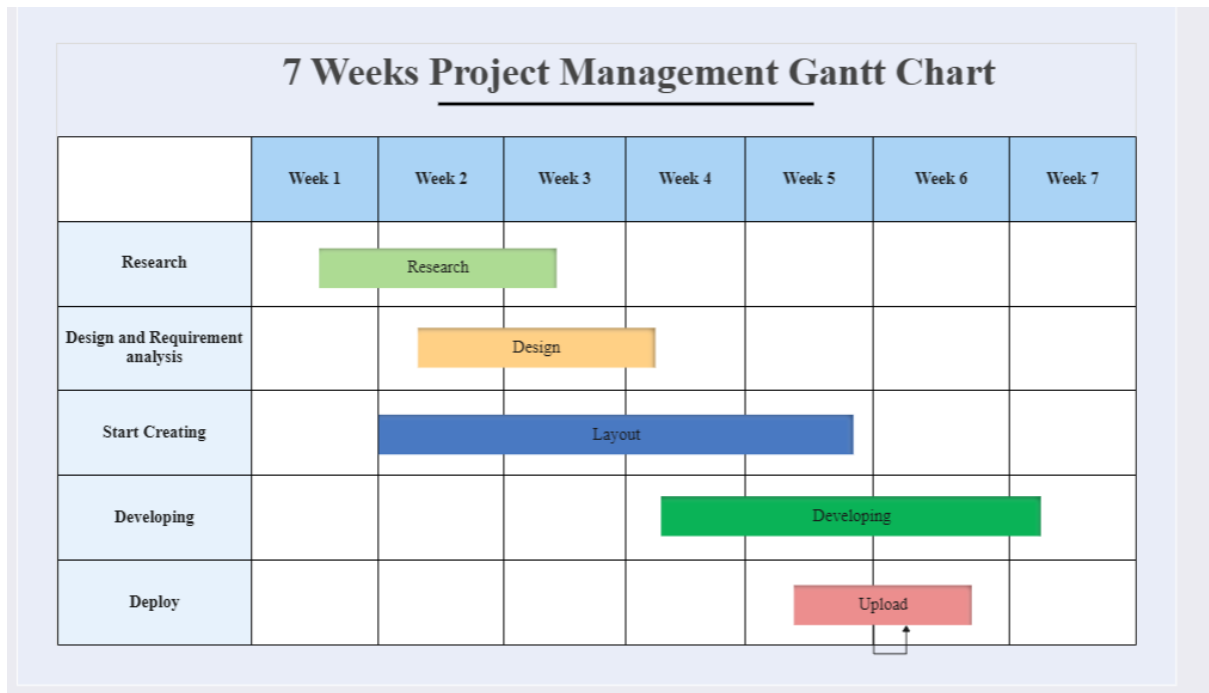 7 Weeks Project Management Gantt Chart
Week 1
Week 2
Week 3
Week 4
Week 5
Week 6
Week 7
Research
Research
Design and Requirement
analysis
Design
Start Creating
Layout
Developing
Developing
Deploy
Upload